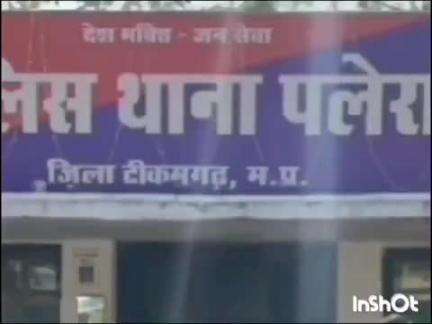 देश भक्ति - जन सेवा
लिस थाना पलेरा
जिला टीकमगढ़, म.प्र.
InShOt